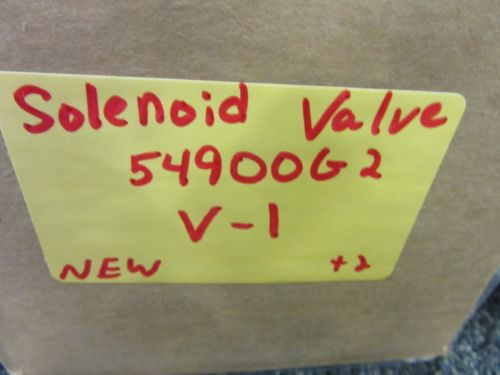 Solenoid Valve
54900G2
V-1
NEW +2